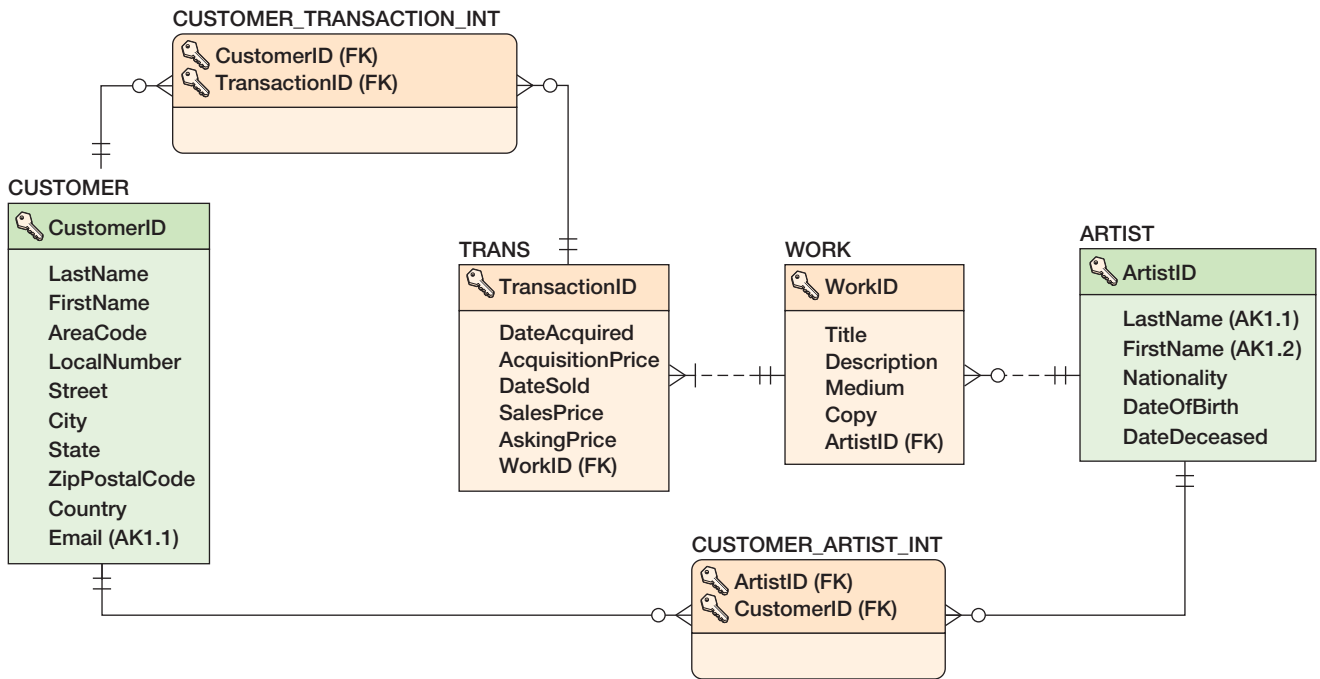 CUSTOMER_TRANSACTION_INT
CustomerID (FK)
TransactionID (FK)
CUSTOMER
CustomerID
LastName
FirstName
AreaCode
LocalNumber
Street
City
State
ZipPostalCode
Country
Email (AK1.1)
TRANS
TransactionID
DateAcquired
AcquisitionPrice
DateSold
SalesPrice
AskingPrice
WorkID (FK)
WORK
WorkID
Title
Description
Medium
Copy
ArtistID (FK)
ARTIST
ArtistID
LastName (AK1.1)
FirstName (AK1.2)
Nationality
DateOfBirth
DateDeceased
CUSTOMER_ARTIST_INT
ArtistID (FK)
CustomerID (FK)